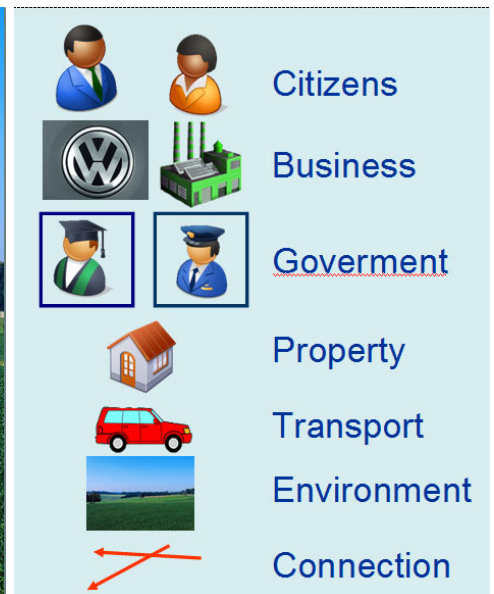 Citizens
Business
Goverment
Property
Transport
Environment
Connection